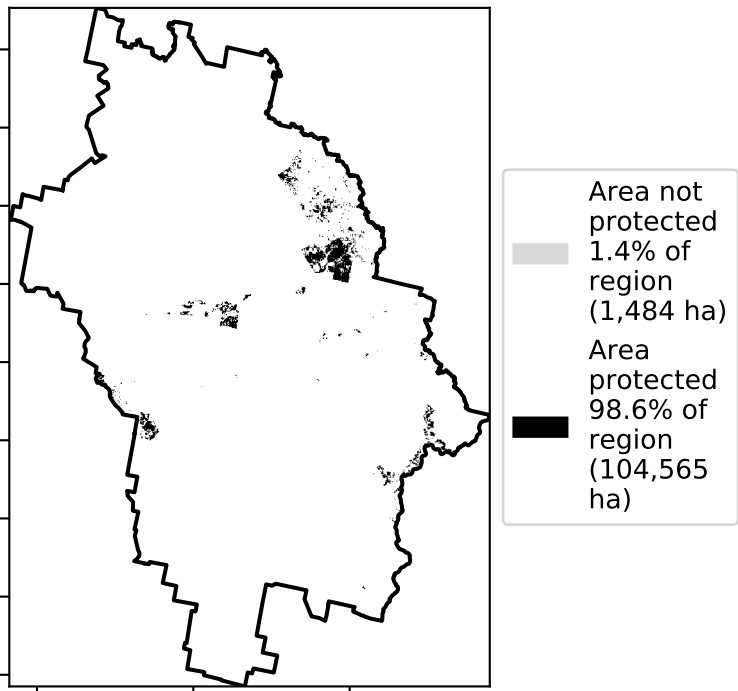 Area not
protected
1.4% of
region
(1,484 ha)
Area
protected
98.6% of
region
(104,565
ha)